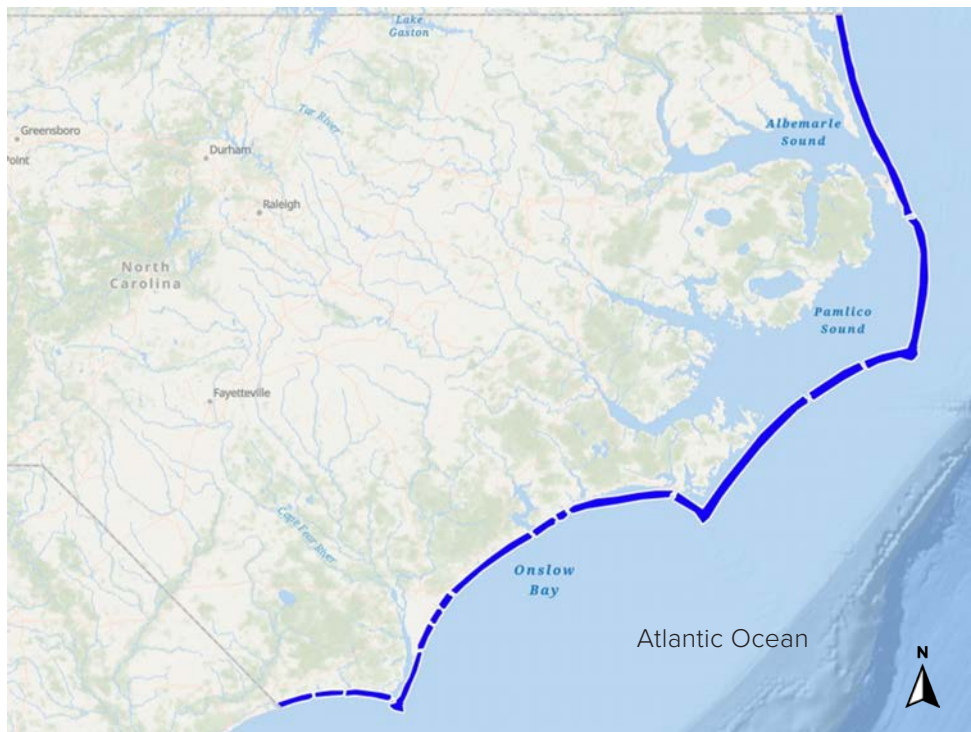 Lake
Gaston
Tar River
Greensboro
Point
Durham
Albemarle
Sound
Raleigh
North
Carolina
Pamlico
Sound
Fayetteville
Cape Fear River
Onslow
Bay
Atlantic Ocean
N